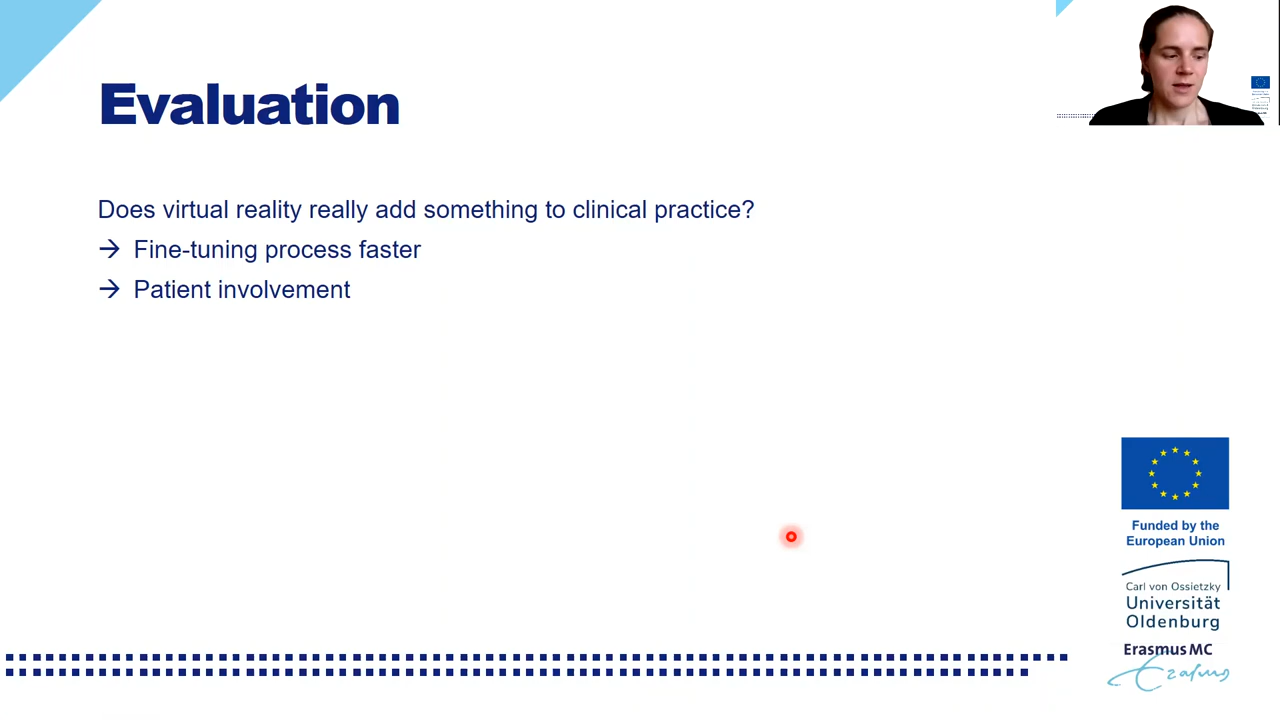 Evaluation
Does virtual reality really add something to clinical practice?
→ Fine-tuning process faster
→ Patient involvement
Funded by the
European Union
Carl von Ossietzky
Universität
Oldenburg
Erasmus MC
Erasmus